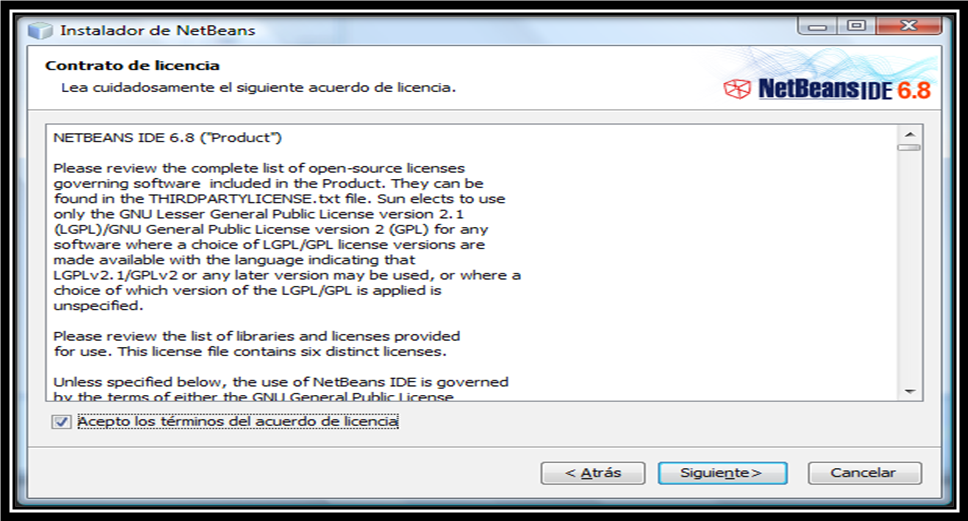 Instalador de NetBeans
Contrato de licencia
Lea cuidadosamente el siguiente acuerdo de licencia.
NetBeans IDE 6.8
NETBEANS IDE 6.8 ("Product")
Please review the complete list of open-source licenses
governing software  included in the Product. They can be
found in the THIRDPARTYLICENSE.txt file. Sun elects to use
only the GNU Lesser General Public License version 2.1
(LGPL)/GNU General Public License version 2 (GPL) for any
software where a choice of LGPL/GPL license versions are
made available with the language indicating that
LGPLv2.1/GPLv2 or any later version may be used, or where a
choice of which version of the LGPL/GPL is applied is
unspecified.
Please review the list of libraries and licenses provided
for use. This license file contains six distinct licenses.
Unless specified below, the use of NetBeans IDE is governed
by the terms of either the GNU General Public License
Acepto los términos del acuerdo de licencia
< Atrás
Siguiente>
Cancelar